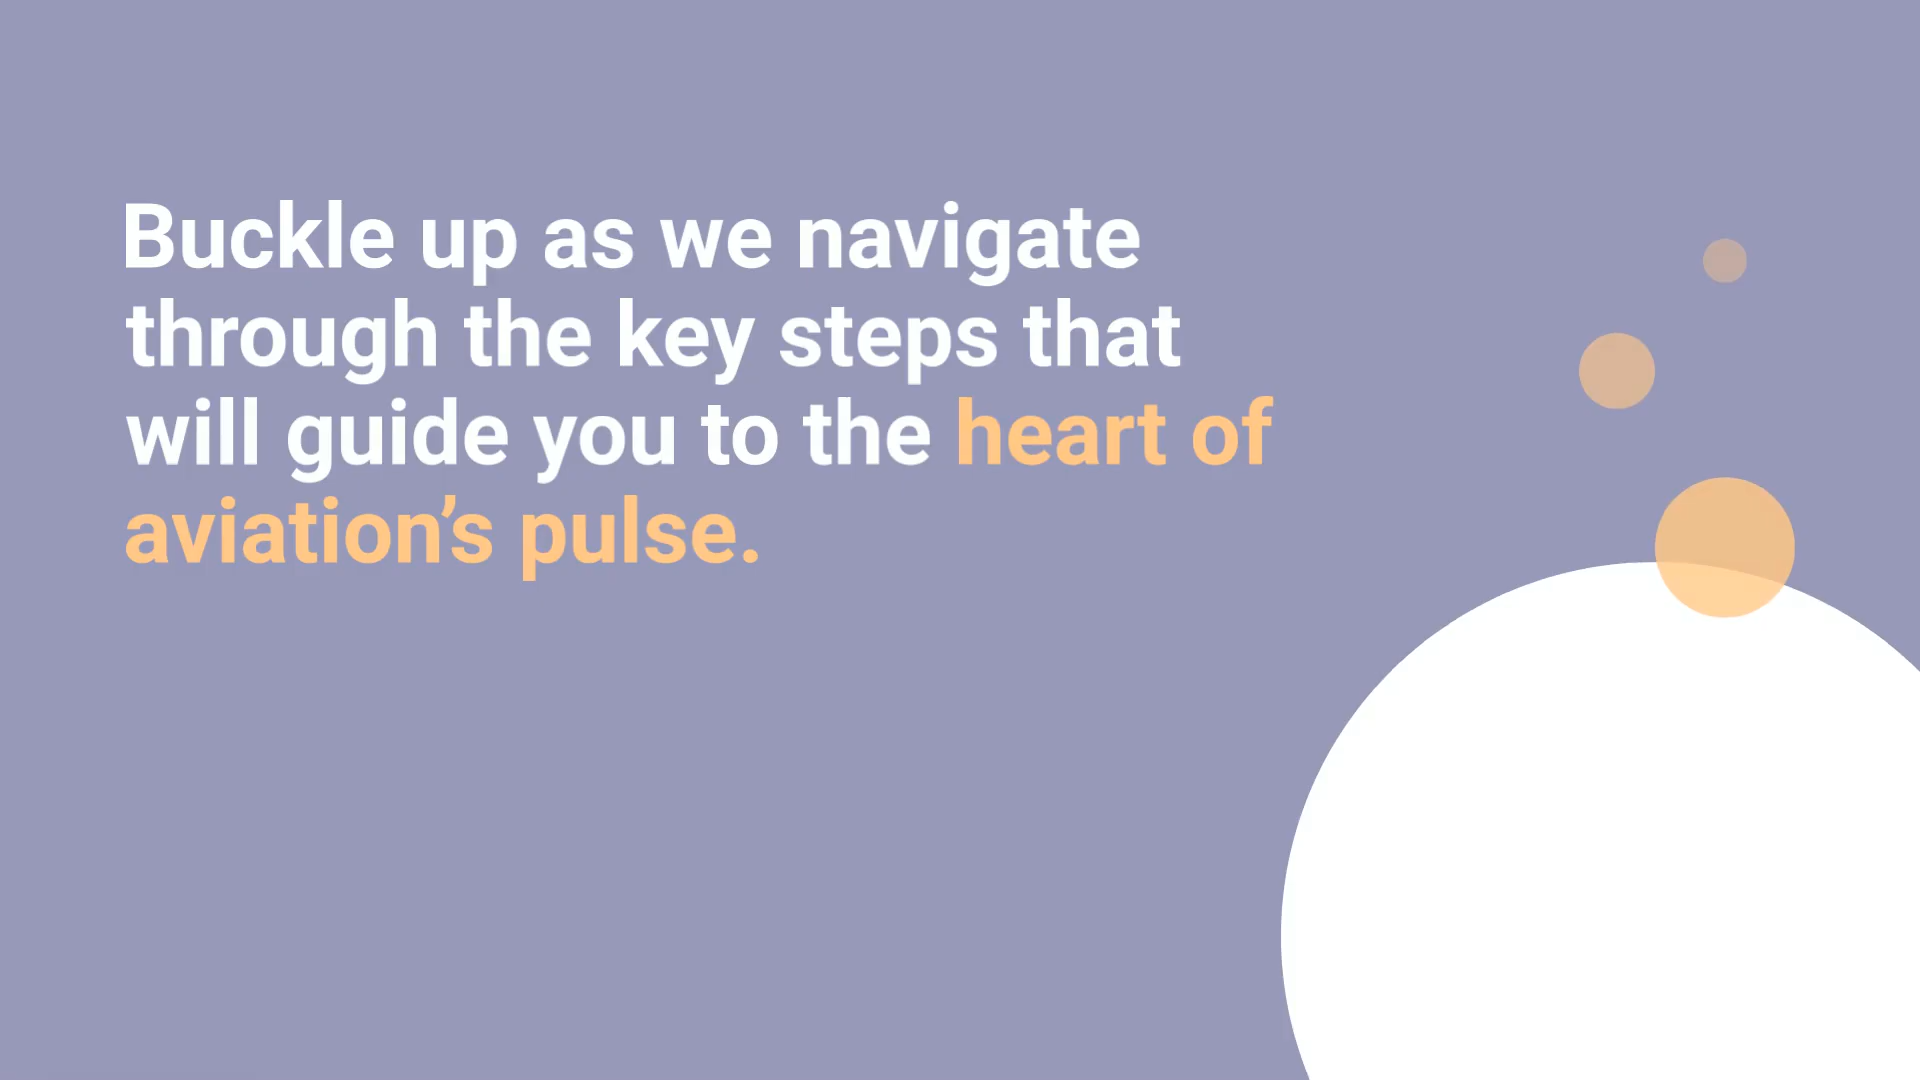 Buckle up as we navigate
through the key steps that
will guide you to the heart of
aviation’s pulse.